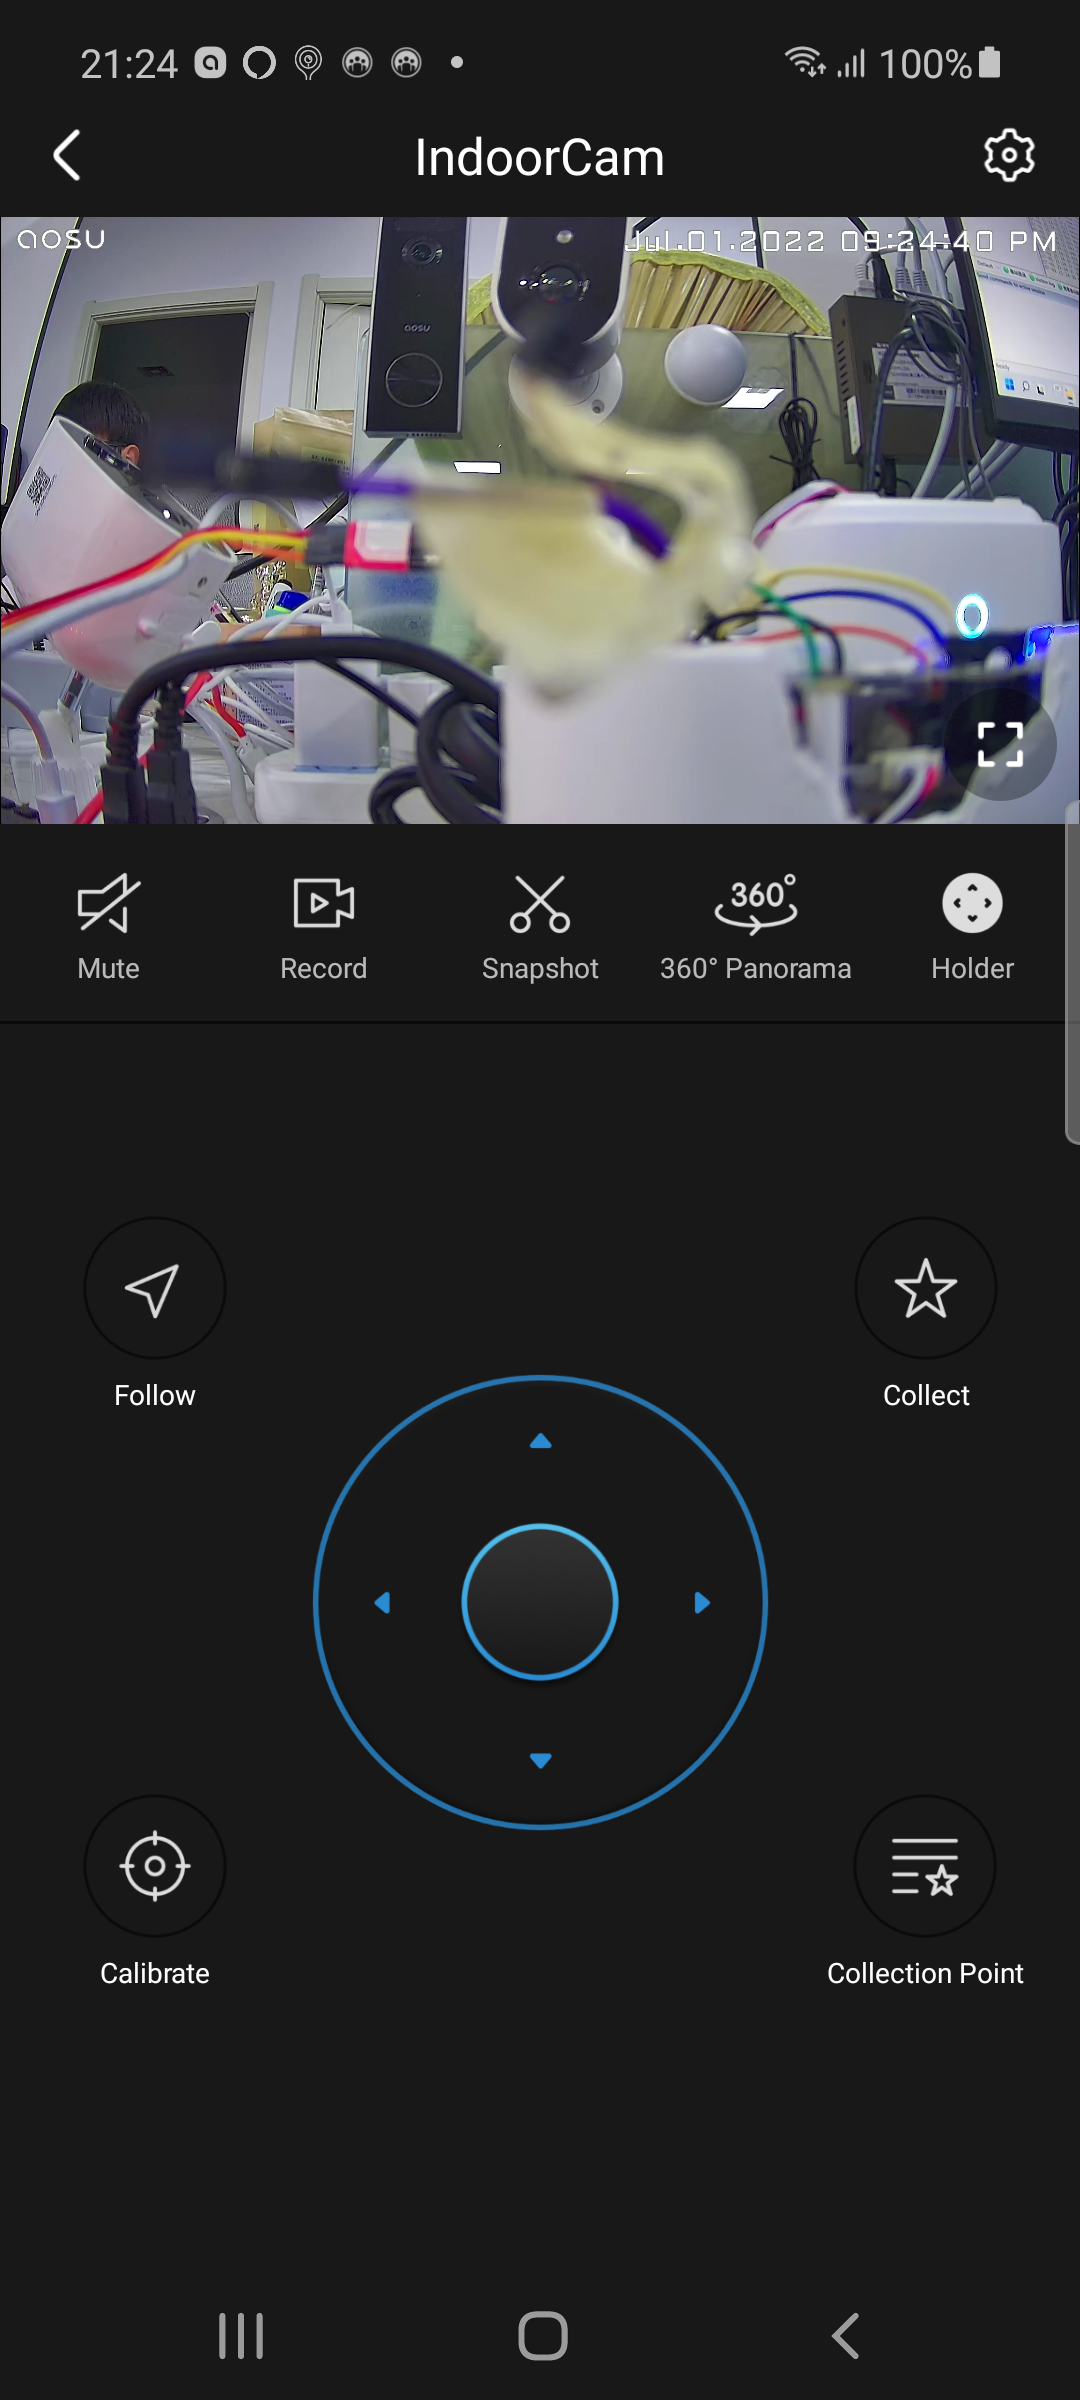 21:24 100%
IndoorCam
aosu Jul.01.2022 09:24:40 PM
aosu
Mute Record Snapshot 360° 360° Panorama Holder
Follow Collect
Calibrate Collection Point